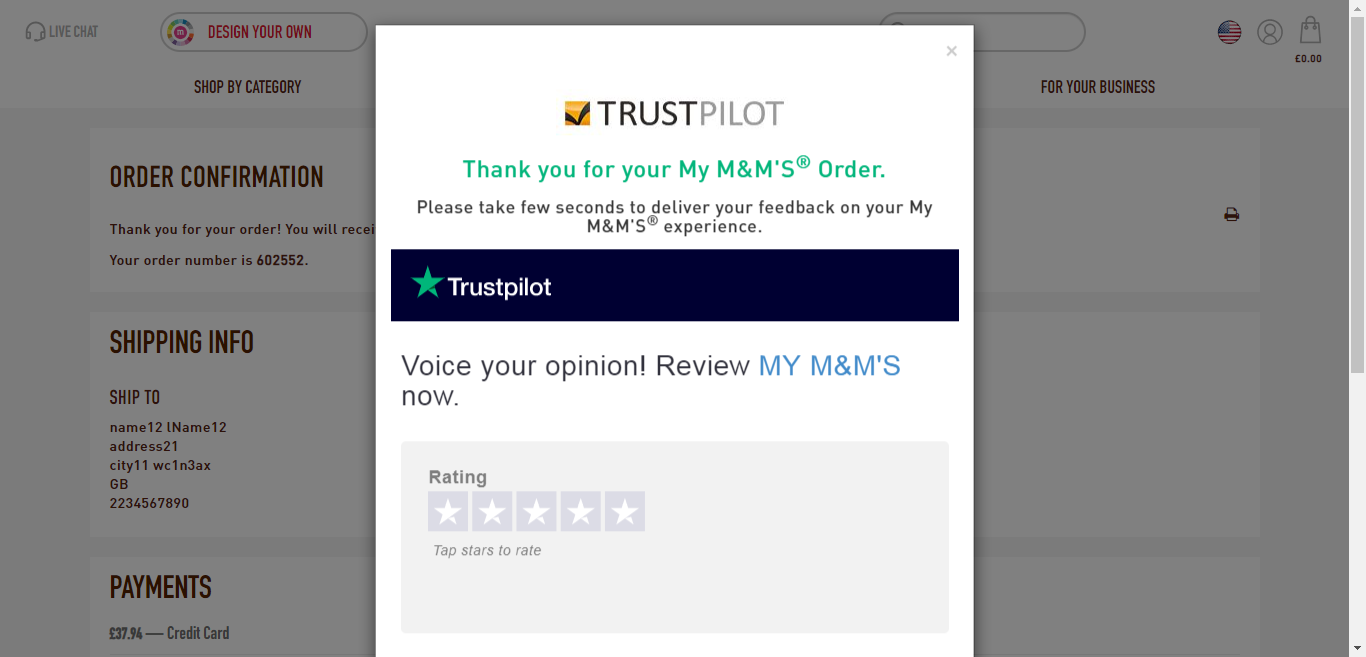 LIVE CHAT
DESIGN YOUR OWN
£0.00
SHOP BY CATEGORY
FOR YOUR BUSINESS
ORDER CONFIRMATION
Thank you for your order! You will
Your order number is 602552.
SHIPPING INFO
SHIP TO
name12 lName12
address21
city11 wc1n3ax
GB
2234567890
PAYMENTS
£37.94 — Credit Card
×
TRUSTPILOT
Thank you for your My M&M'S® Order.
Please take few seconds to deliver your feedback on your My
M&M'S® experience.
Trustpilot
Voice your opinion! Review MY M&M'S
now.
Rating
Tap stars to rate